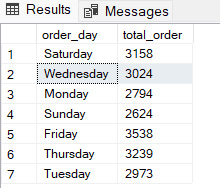 Results Messages
order_day total_order
1 Saturday 3158
2 Wednesday 3024
3 Monday 2794
4 Sunday 2624
5 Friday 3538
6 Thursday 3239
7 Tuesday 2973